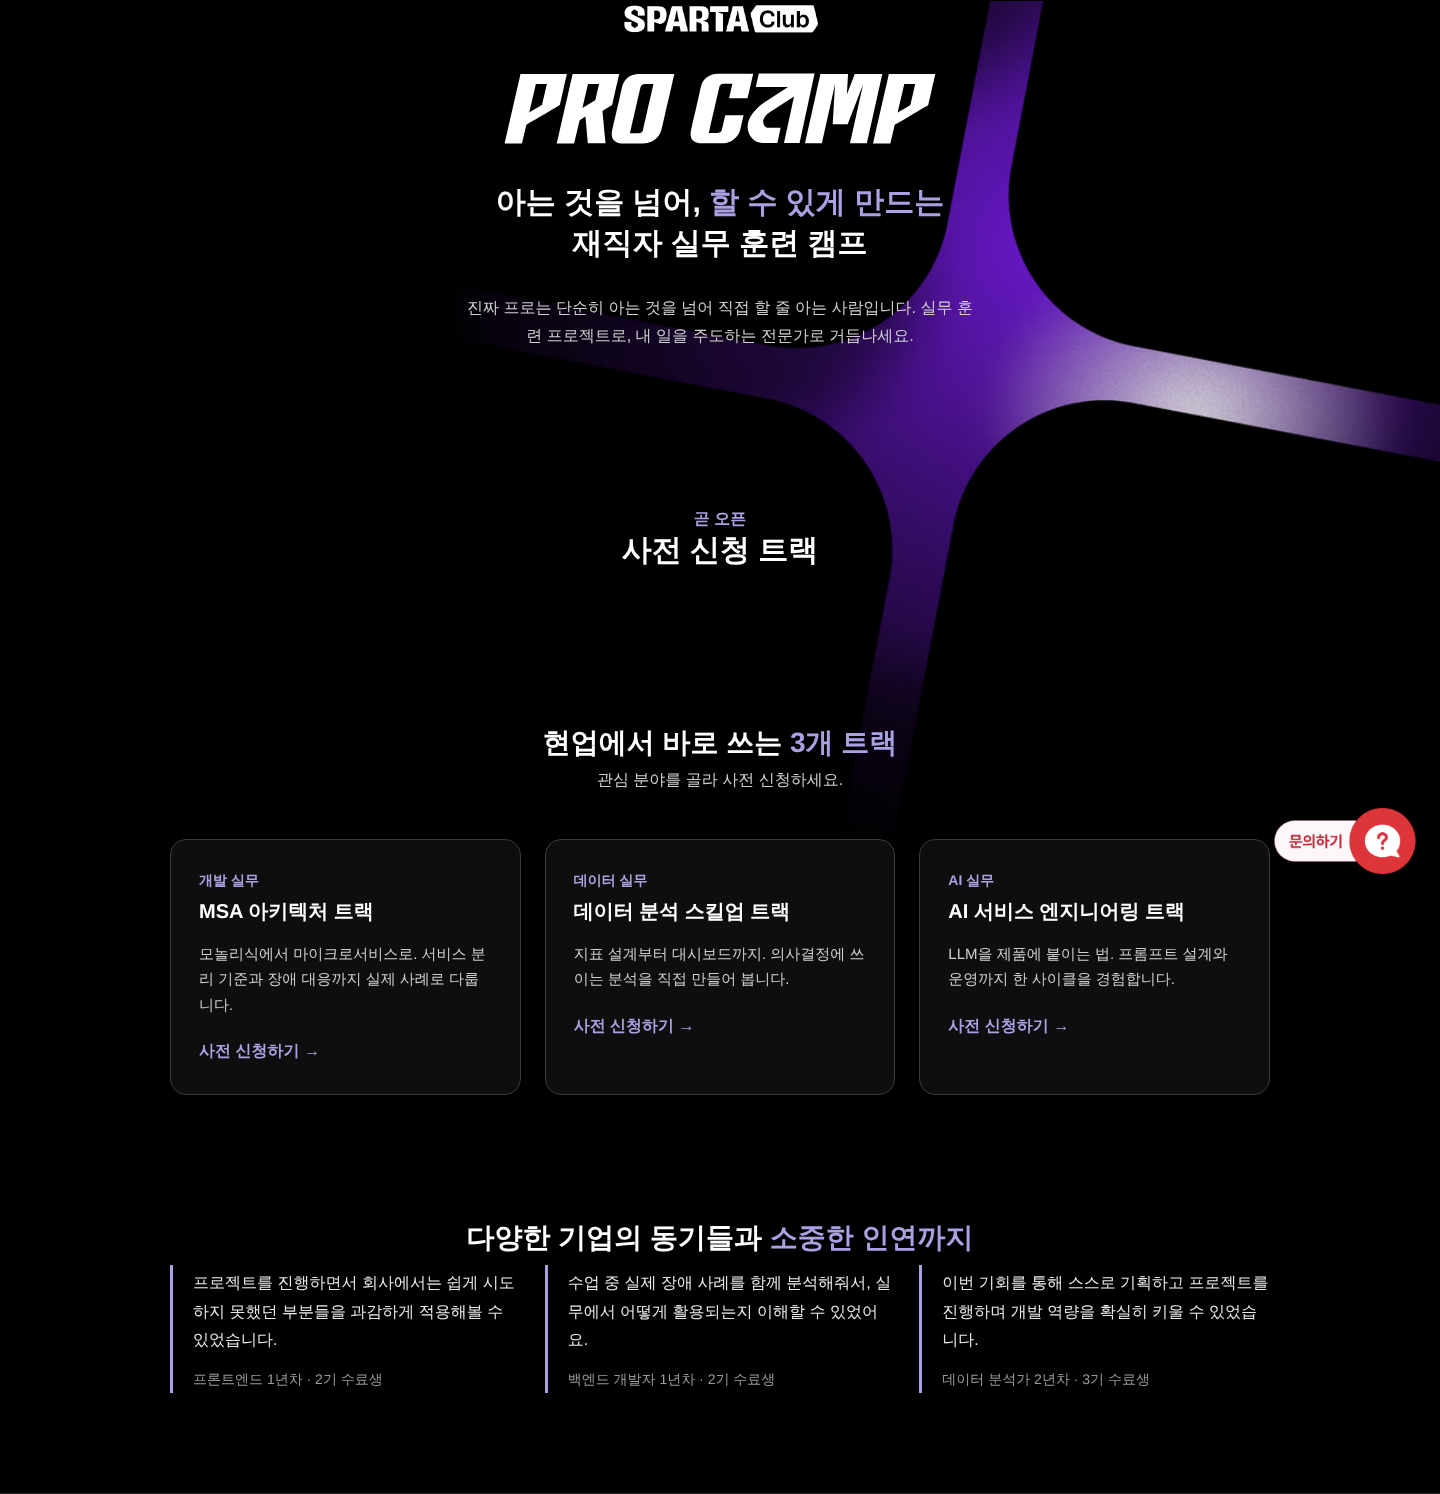 SPARTA Club
PRO CAMP
아는 것을 넘어, 할 수 있게 만드는
재직자 실무 훈련 캠프
진짜 프로는 단순히 아는 것을 넘어 직접 할 줄 아는 사람입니다. 실무 훈
련 프로젝트로, 내 일을 주도하는 전문가로 거듭나세요.
곧 오픈
사전 신청 트랙
현업에서 바로 쓰는 3개 트랙
관심 분야를 골라 사전 신청하세요.
문의하기
개발 실무
MSA 아키텍처 트랙
모놀리식에서 마이크로서비스로. 서비스 분
리 기준과 장애 대응까지 실제 사례로 다룹
니다.
사전 신청하기 →
데이터 실무
데이터 분석 스킬업 트랙
지표 설계부터 대시보드까지. 의사결정에 쓰
이는 분석을 직접 만들어 봅니다.
사전 신청하기 →
AI 실무
AI 서비스 엔지니어링 트랙
LLM을 제품에 붙이는 법. 프롬프트 설계와
운영까지 한 사이클을 경험합니다.
사전 신청하기 →
다양한 기업의 동기들과 소중한 인연까지
프로젝트를 진행하면서 회사에서는 쉽게 시도
하지 못했던 부분들을 과감하게 적용해볼 수
있었습니다.
프론트엔드 1년차 · 2기 수료생
수업 중 실제 장애 사례를 함께 분석해줘서, 실
무에서 어떻게 활용되는지 이해할 수 있었어
요.
백엔드 개발자 1년차 · 2기 수료생
이번 기회를 통해 스스로 기획하고 프로젝트를
진행하며 개발 역량을 확실히 키울 수 있었습
니다.
데이터 분석가 2년차 · 3기 수료생